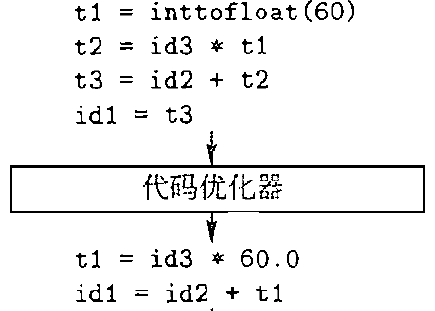 t1 = inttofloat(60)
t2 = id3 * t1
t3 = id2 + t2
id1 = t3
代码优化器
t1 = id3 * 60.0
id1 = id2 + t1